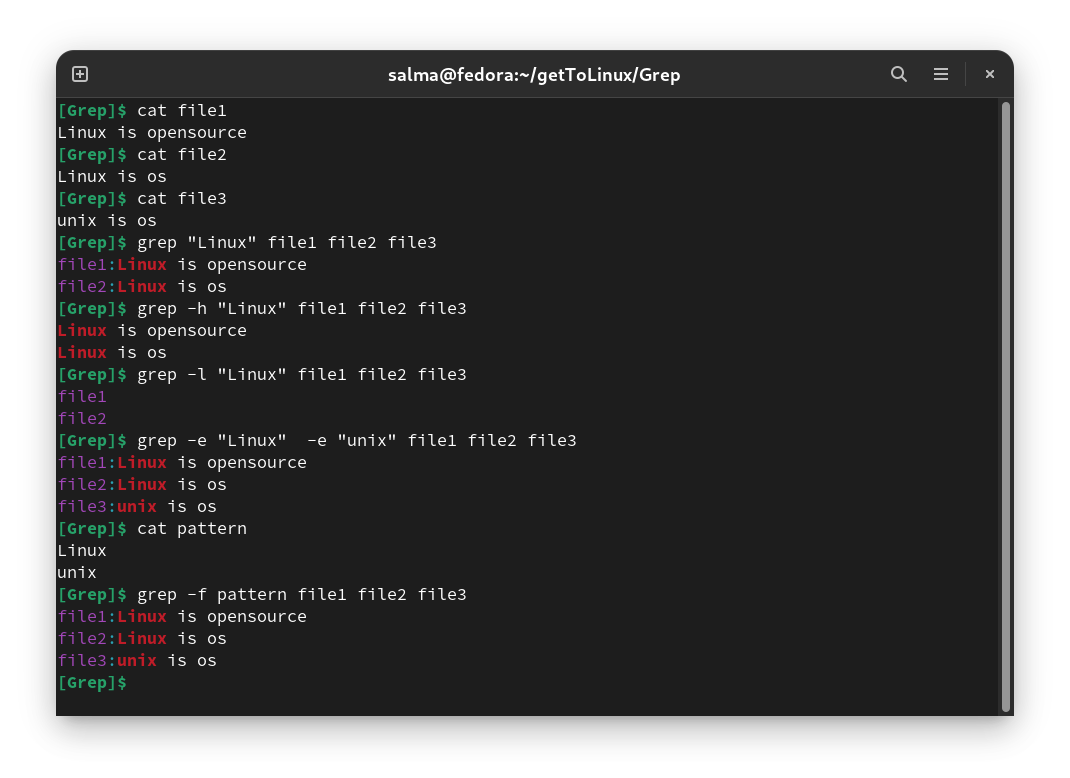 salma@fedora:~/getToLinux/Grep
[Grep]$ cat file1
Linux is opensource
[Grep]$ cat file2
Linux is os
[Grep]$ cat file3
unix is os
[Grep]$ grep "Linux" file1 file2 file3
file1:Linux is opensource
file2:Linux is os
[Grep]$ grep -h "Linux" file1 file2 file3
Linux is opensource
Linux is os
[Grep]$ grep -l "Linux" file1 file2 file3
file1
file2
[Grep]$ grep -e "Linux"  -e "unix" file1 file2 file3
file1:Linux is opensource
file2:Linux is os
file3:unix is os
[Grep]$ cat pattern
Linux
unix
[Grep]$ grep -f pattern file1 file2 file3
file1:Linux is opensource
file2:Linux is os
file3:unix is os
[Grep]$